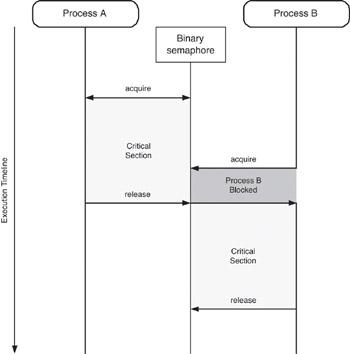 Process A
Binary
semaphore
Process B
acquire
Critical
Section
acquire
Process B
Blocked
release
Critical
Section
release
Execution Timeline